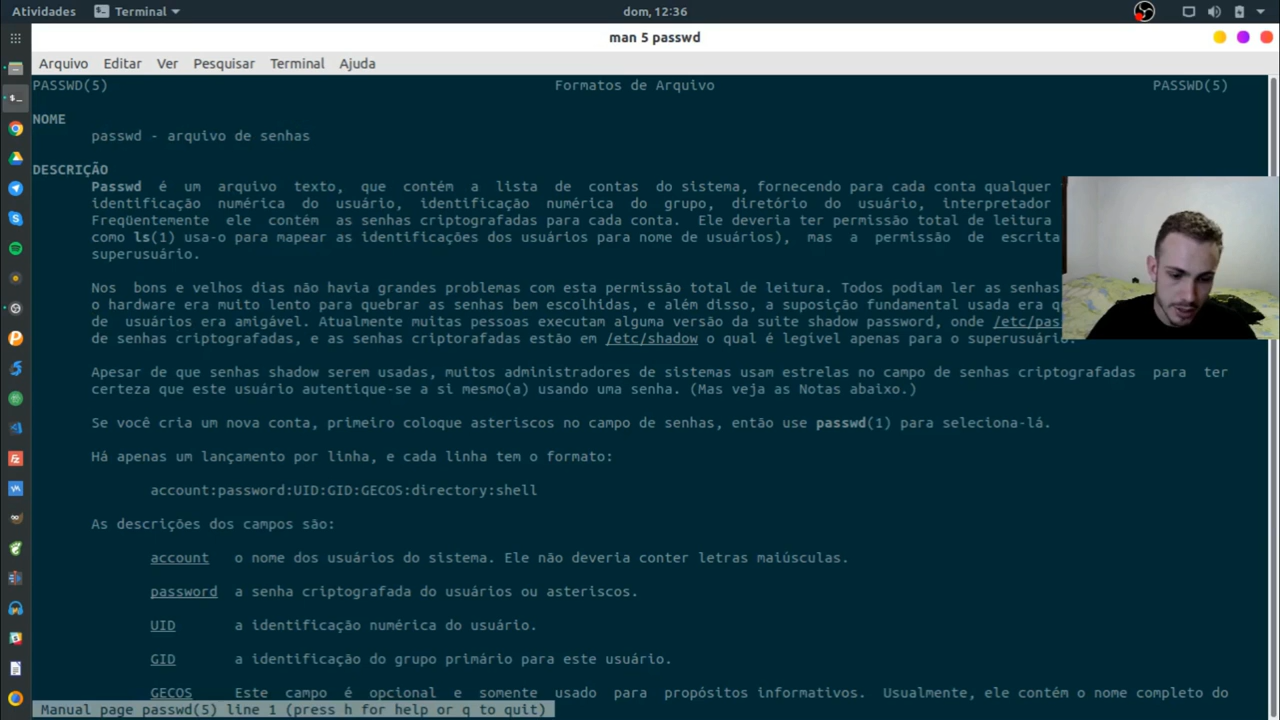 Atividades Terminal dom, 12:36
man 5 passwd
Arquivo Editar Ver Pesquisar Terminal Ajuda
PASSWD(5) Formatos de Arquivo PASSWD(5)
NOME
passwd - arquivo de senhas
DESCRIÇÃO
Passwd é um arquivo texto, que contém a lista de contas do sistema, fornecendo para cada conta qualquer
identificação numérica do usuário, identificação numérica do grupo, diretório do usuário, interpretador
Freqüentemente ele contém as senhas criptografadas para cada conta. Ele deveria ter permissão total de leitura
como ls(1) usa-o para mapear as identificações dos usuários para nome de usuários), mas a permissão de escrita
superusuário.
Nos bons e velhos dias não havia grandes problemas com esta permissão total de leitura. Todos podiam ler as senhas
o hardware era muito lento para quebrar as senhas bem escolhidas, e além disso, a suposição fundamental usada era
de usuários era amigável. Atualmente muitas pessoas executam alguma versão da suite shadow password, onde /etc/pas
de senhas criptografadas, e as senhas criptorafadas estão em /etc/shadow o qual é legível apenas para o superusuário.
Apesar de que senhas shadow serem usadas, muitos administradores de sistemas usam estrelas no campo de senhas criptografadas para ter
certeza que este usuário autentique-se a si mesmo(a) usando uma senha. (Mas veja as Notas abaixo.)
Se você cria um nova conta, primeiro coloque asteriscos no campo de senhas, então use passwd(1) para seleciona-lá.
Há apenas um lançamento por linha, e cada linha tem o formato:
account:password:UID:GID:GECOS:directory:shell
As descrições dos campos são:
account o nome dos usuários do sistema. Ele não deveria conter letras maiúsculas.
password a senha criptografada do usuários ou asteriscos.
UID a identificação numérica do usuário.
GID a identificação do grupo primário para este usuário.
GECOS Este campo é opcional e somente usado para propósitos informativos. Usualmente, ele contém o nome completo do
Manual page passwd(5) line 1 (press h for help or q to quit)